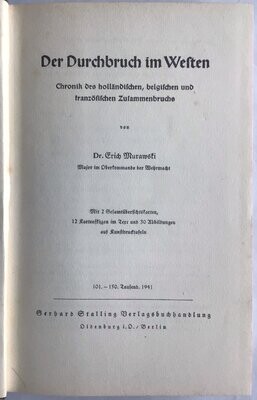 Der Durchbruch im Westen
Chronik des holländischen, belgischen und
französischen Zusammenbruchs
von
Dr. Erich Murawski
Major im Oberkommando der Wehrmacht
Mit 2 Gesamtübersichtskarten,
12 Kartenskizzen im Text und 50 Abbildungen
auf Kunstdrucktafeln
101.–150. Tausend, 1941
Gerhard Stalling Verlagsbuchhandlung
Oldenburg i. O. / Berlin